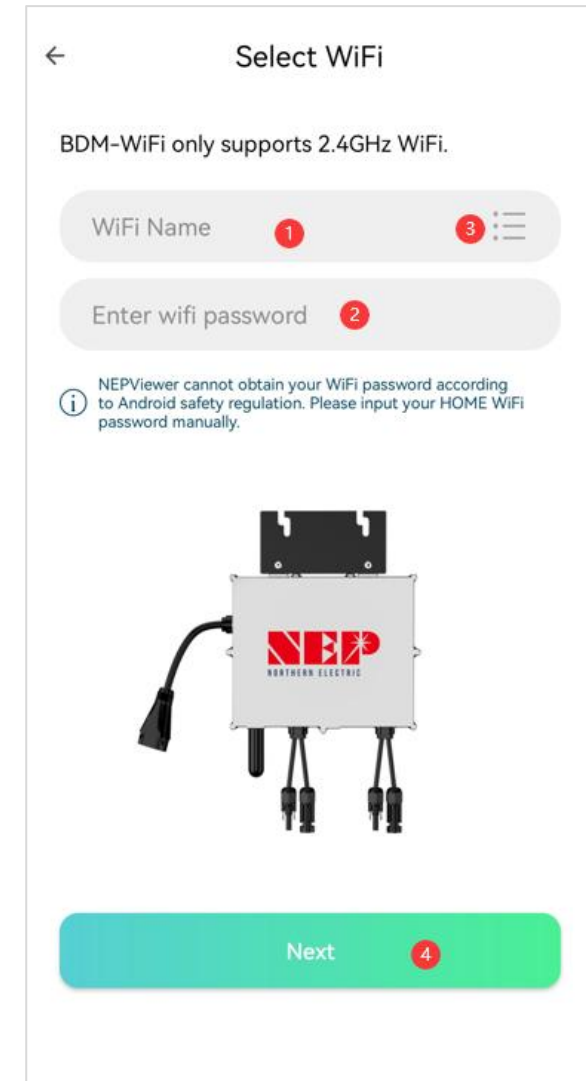 Select WiFi
BDM-WiFi only supports 2.4GHz WiFi.
WiFi Name 1 3
Enter wifi password 2
NEPViewer cannot obtain your WiFi password according
to Android safety regulation. Please input your HOME WiFi
password manually.
NEP
NORTHERN ELECTRIC
Next 4